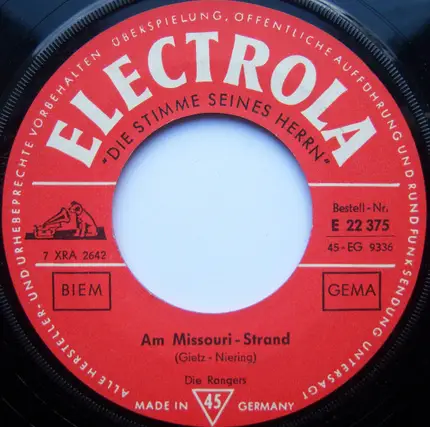 ALLE HERSTELLER- UND URHEBERRECHTE VORBEHALTEN ÜBERSPIELUNG, ÖFFENTLICHE AUFFÜHRUNG UND RUNDFUNKSENDUNG UNTERSAGT
ELECTROLA
"DIE STIMME SEINES HERRN"
Bestell-Nr.
E 22 375
45-EG 9336
7 XRA 2642
BIEM
GEMA
Am Missouri-Strand
(Gietz-Niering)
Die Rangers
MADE IN 45 GERMANY